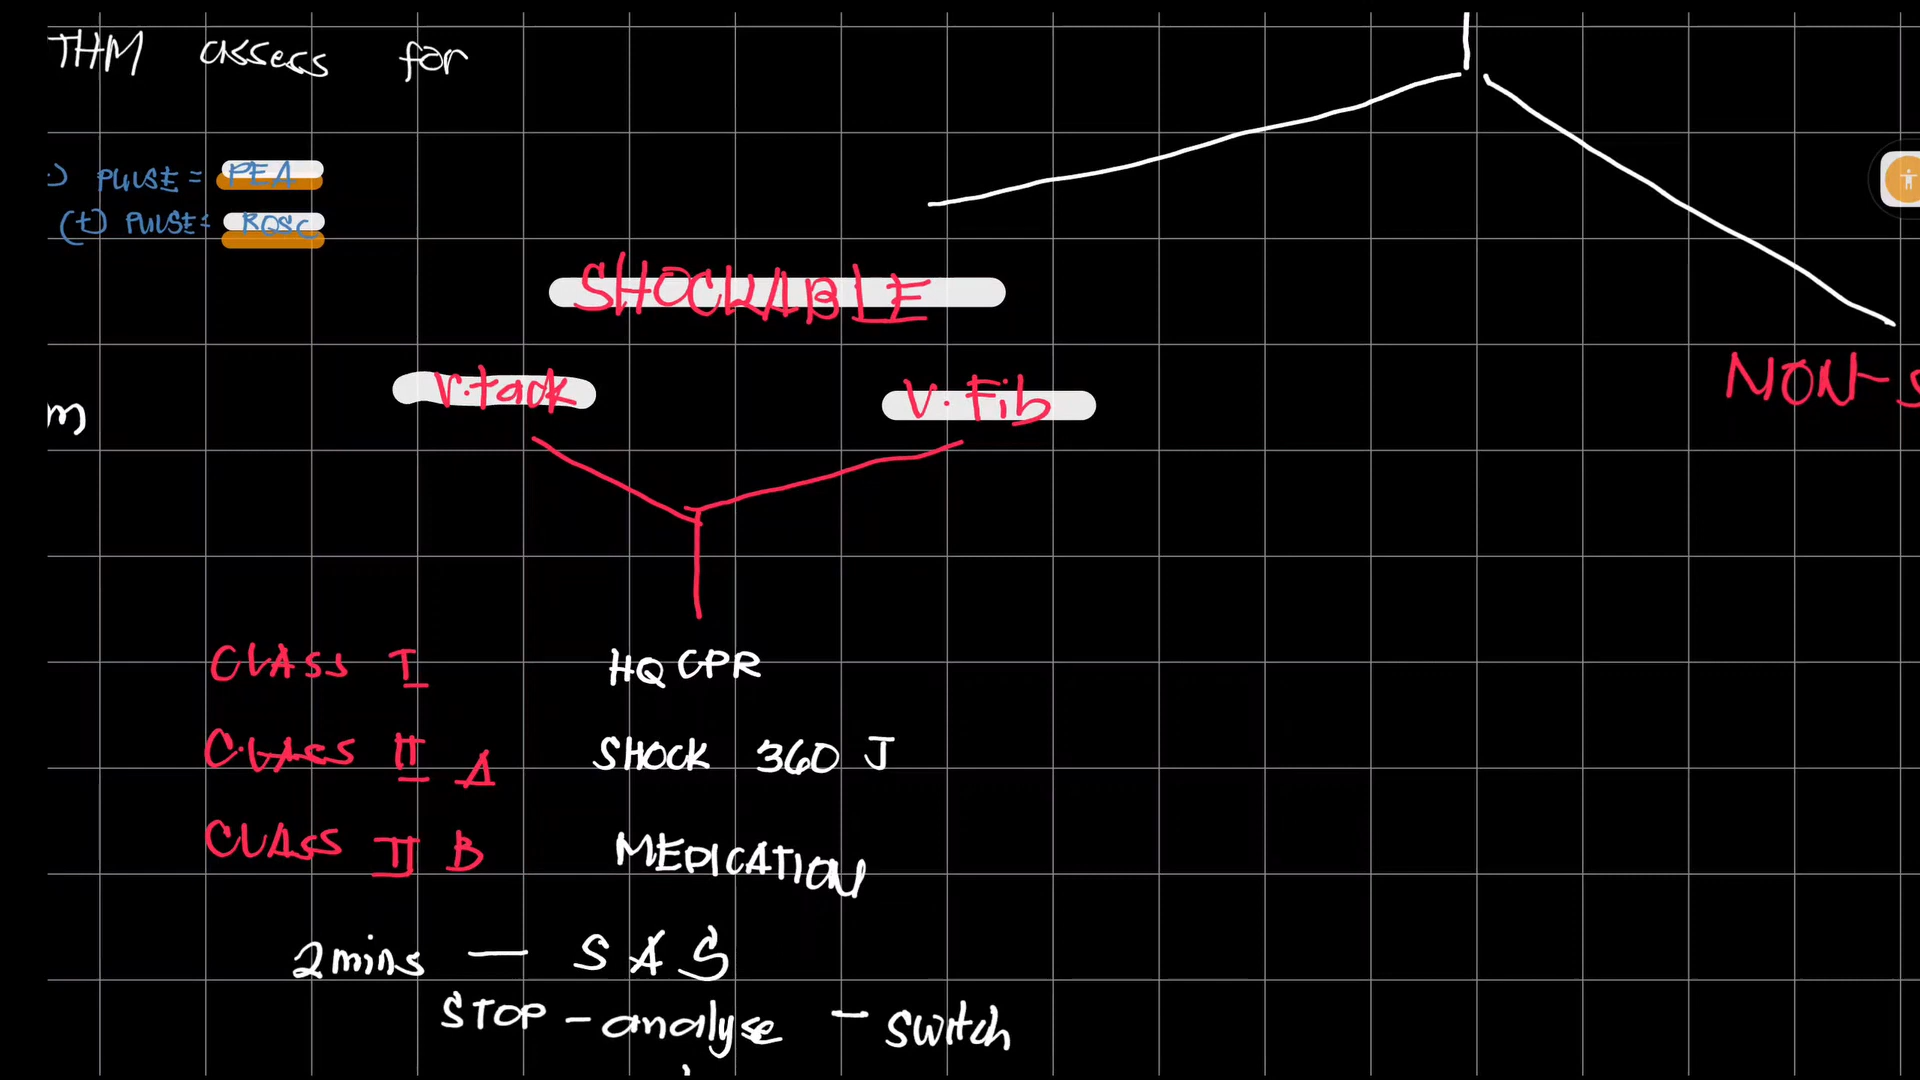 THM assess for
-) PULSE = PEA
(+) PULSE = ROSC
SHOCKABLE
V.tack
V.Fib
NON-S
m
CLASS I HQ CPR
CLASS II A SHOCK 360 J
CLASS II B MEDICATION
2mins — S A S
STOP - analyse - switch